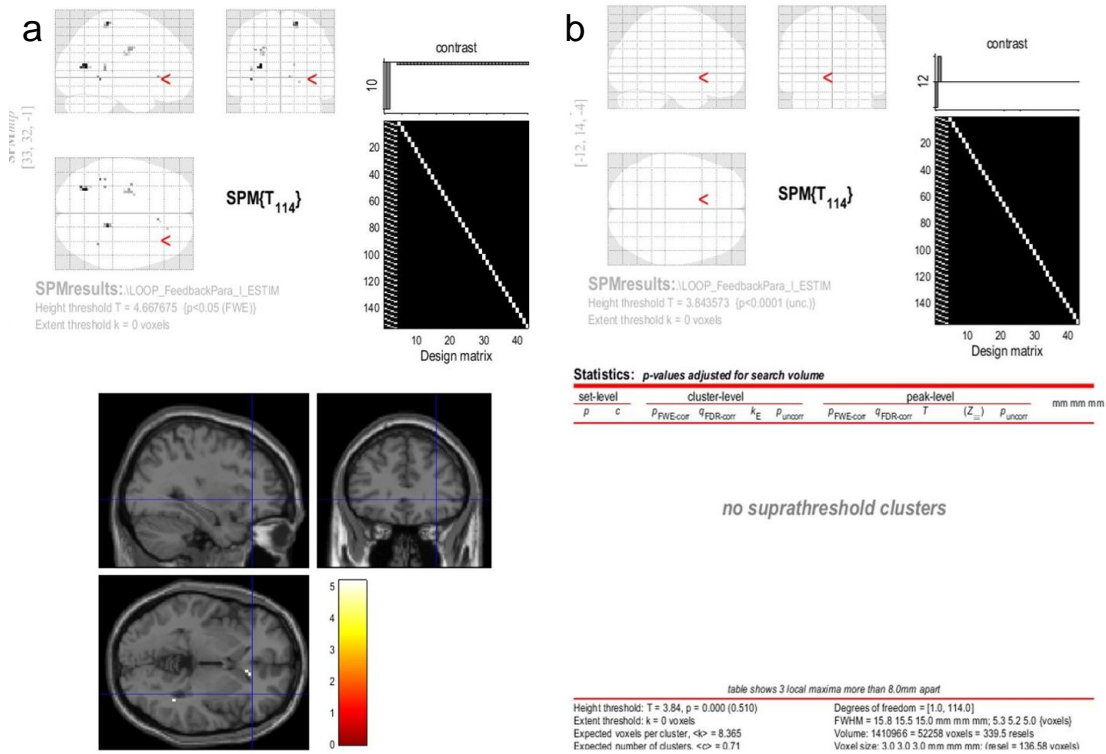 a
contrast
10
SPMmip
[33, 32, -1]
<
<
<
SPM{T114}
20
40
60
80
100
120
140
SPMresults: .\LOOP_FeedbackPara_I_ESTIM
Height threshold T = 4.667675 {p<0.05 (FWE)}
Extent threshold k = 0 voxels
10 20 30 40
Design matrix
5
4
3
2
1
0
b
contrast
12
[-12, 14, -4]
<
<
<
SPM{T114}
20
40
60
80
100
120
140
SPMresults: .\LOOP_FeedbackPara_I_ESTIM
Height threshold T = 3.843573 {p<0.0001 (unc.)}
Extent threshold k = 0 voxels
10 20 30 40
Design matrix
Statistics: p-values adjusted for search volume
set-level cluster-level peak-level mm mm mm
p c pFWE-corr qFDR-corr kE puncorr pFWE-corr qFDR-corr T (Z≡) puncorr
no suprathreshold clusters
table shows 3 local maxima more than 8.0mm apart
Height threshold: T = 3.84, p = 0.000 (0.510)
Extent threshold: k = 0 voxels
Expected voxels per cluster, <k> = 8.365
Expected number of clusters, <c> = 0.71
Degrees of freedom = [1.0, 114.0]
FWHM = 15.8 15.5 15.0 mm mm mm; 5.3 5.2 5.0 {voxels}
Volume: 1410966 = 52258 voxels = 339.5 resels
Voxel size: 3.0 3.0 3.0 mm mm mm; (resel = 136.58 voxels)